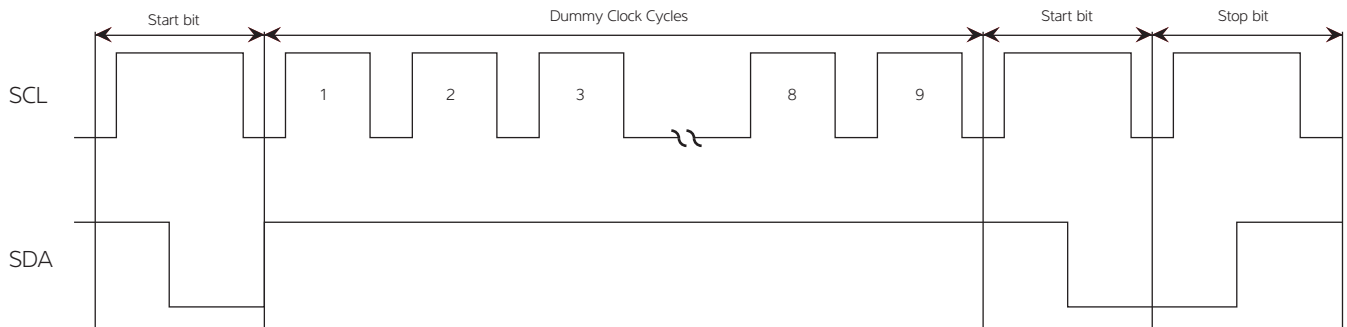 Start bit
Dummy Clock Cycles
Start bit
Stop bit
SCL
1
2
3
8
9
SDA